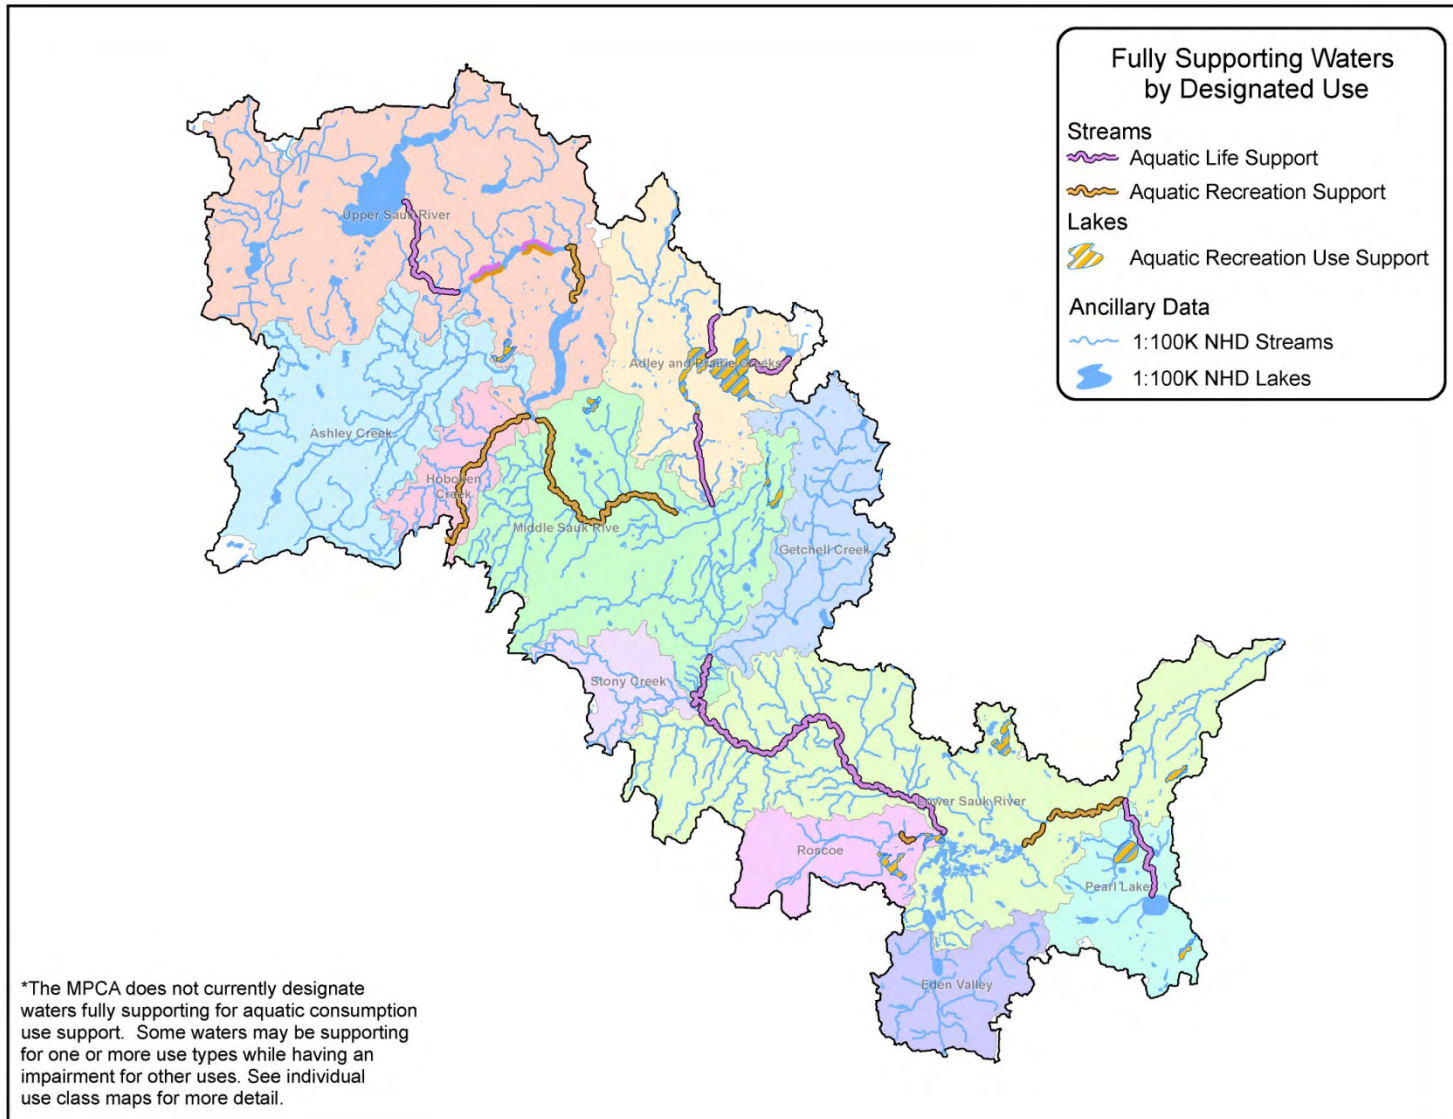 Fully Supporting Waters
by Designated Use
Streams
Aquatic Life Support
Aquatic Recreation Support
Lakes
Aquatic Recreation Use Support
Ancillary Data
1:100K NHD Streams
1:100K NHD Lakes
Upper Sauk River
Adley and Prairie Creeks
Ashley Creek
Hoboken
Creek
Middle Sauk Rive
Getchell Creek
Stony Creek
Lower Sauk River
Roscoe
Pearl Lake
Eden Valley
*The MPCA does not currently designate
waters fully supporting for aquatic consumption
use support. Some waters may be supporting
for one or more use types while having an
impairment for other uses. See individual
use class maps for more detail.